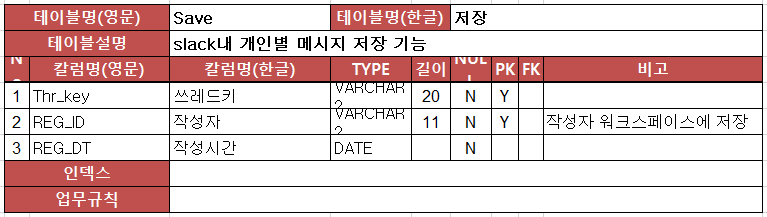 테이블명(영문) Save 테이블명(한글) 저장
테이블설명 slack내 개인별 메시지 저장 기능
칼럼명(영문) 칼럼명(한글) TYPE 길이 NULL PK FK 비고
1 Thr_key 쓰레드키 VARCHAR2 20 N Y
2 REG_ID 작성자 VARCHAR2 11 N Y 작성자 워크스페이스에 저장
3 REG_DT 작성시간 DATE N
인덱스
업무규칙